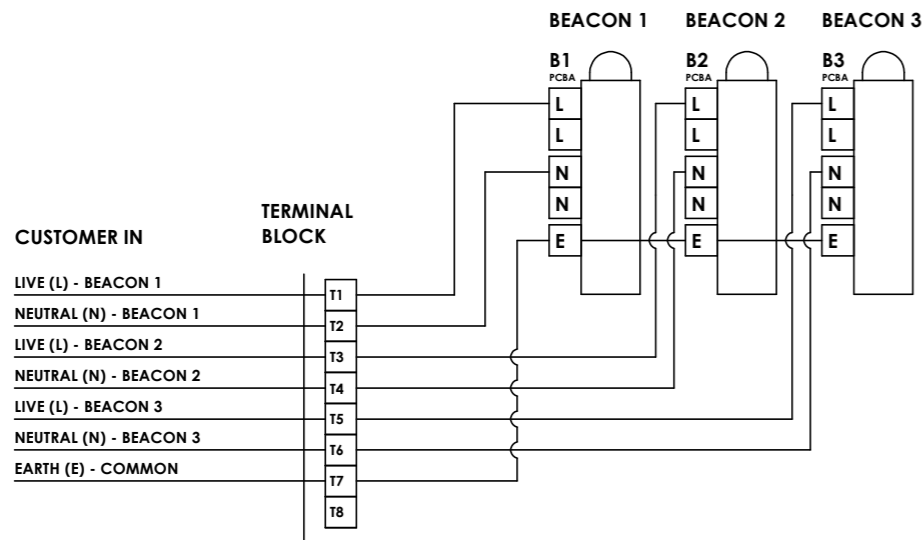 BEACON 1 BEACON 2 BEACON 3
B1 B2 B3
PCBA PCBA PCBA
L L L
L L L
N N N
N N N
E E E
CUSTOMER IN
TERMINAL
BLOCK
LIVE (L) - BEACON 1 T1
NEUTRAL (N) - BEACON 1 T2
LIVE (L) - BEACON 2 T3
NEUTRAL (N) - BEACON 2 T4
LIVE (L) - BEACON 3 T5
NEUTRAL (N) - BEACON 3 T6
EARTH (E) - COMMON T7
T8